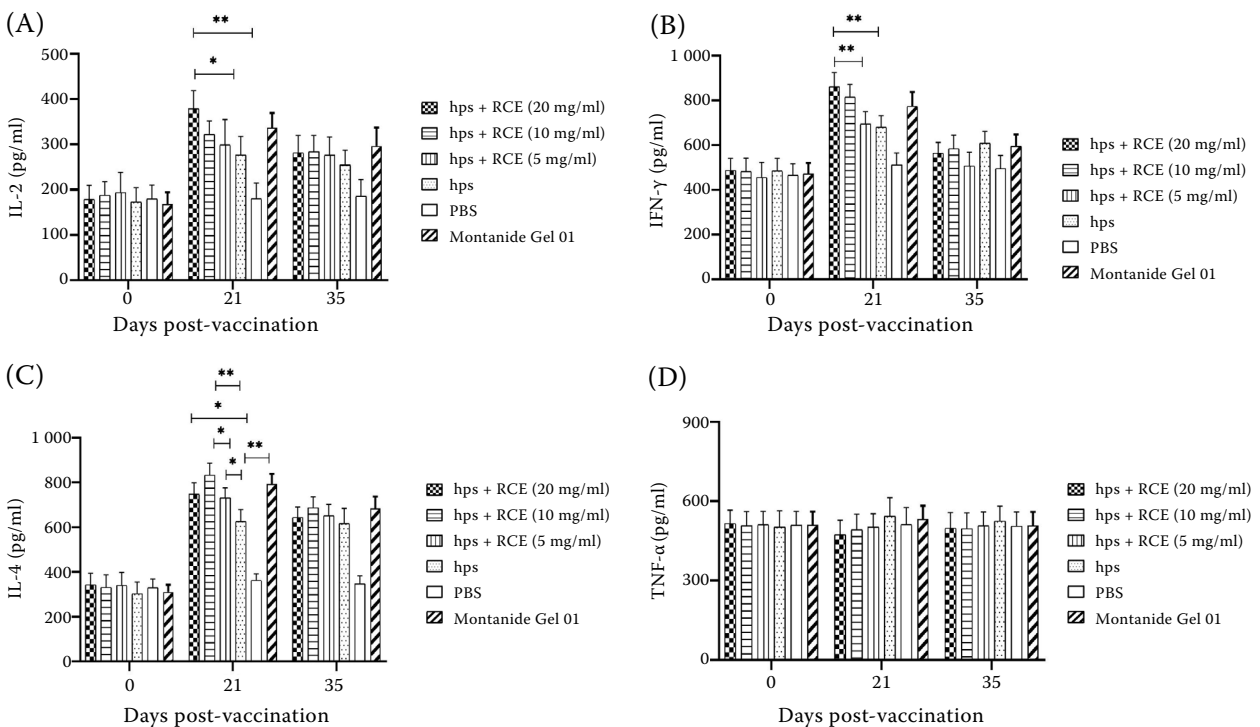 (A)
**
*
500
400
300
200
100
0
IL-2 (pg/ml)
0 21 35
Days post-vaccination
hps + RCE (20 mg/ml)
hps + RCE (10 mg/ml)
hps + RCE (5 mg/ml)
hps
PBS
Montanide Gel 01
(B)
**
**
1 000
800
600
400
200
0
IFN-γ (pg/ml)
0 21 35
Days post-vaccination
hps + RCE (20 mg/ml)
hps + RCE (10 mg/ml)
hps + RCE (5 mg/ml)
hps
PBS
Montanide Gel 01
(C)
**
*
* **
*
1 000
800
600
400
200
0
IL-4 (pg/ml)
0 21 35
Days post-vaccination
hps + RCE (20 mg/ml)
hps + RCE (10 mg/ml)
hps + RCE (5 mg/ml)
hps
PBS
Montanide Gel 01
(D)
900
600
300
0
TNF-α (pg/ml)
0 21 35
Days post-vaccination
hps + RCE (20 mg/ml)
hps + RCE (10 mg/ml)
hps + RCE (5 mg/ml)
hps
PBS
Montanide Gel 01